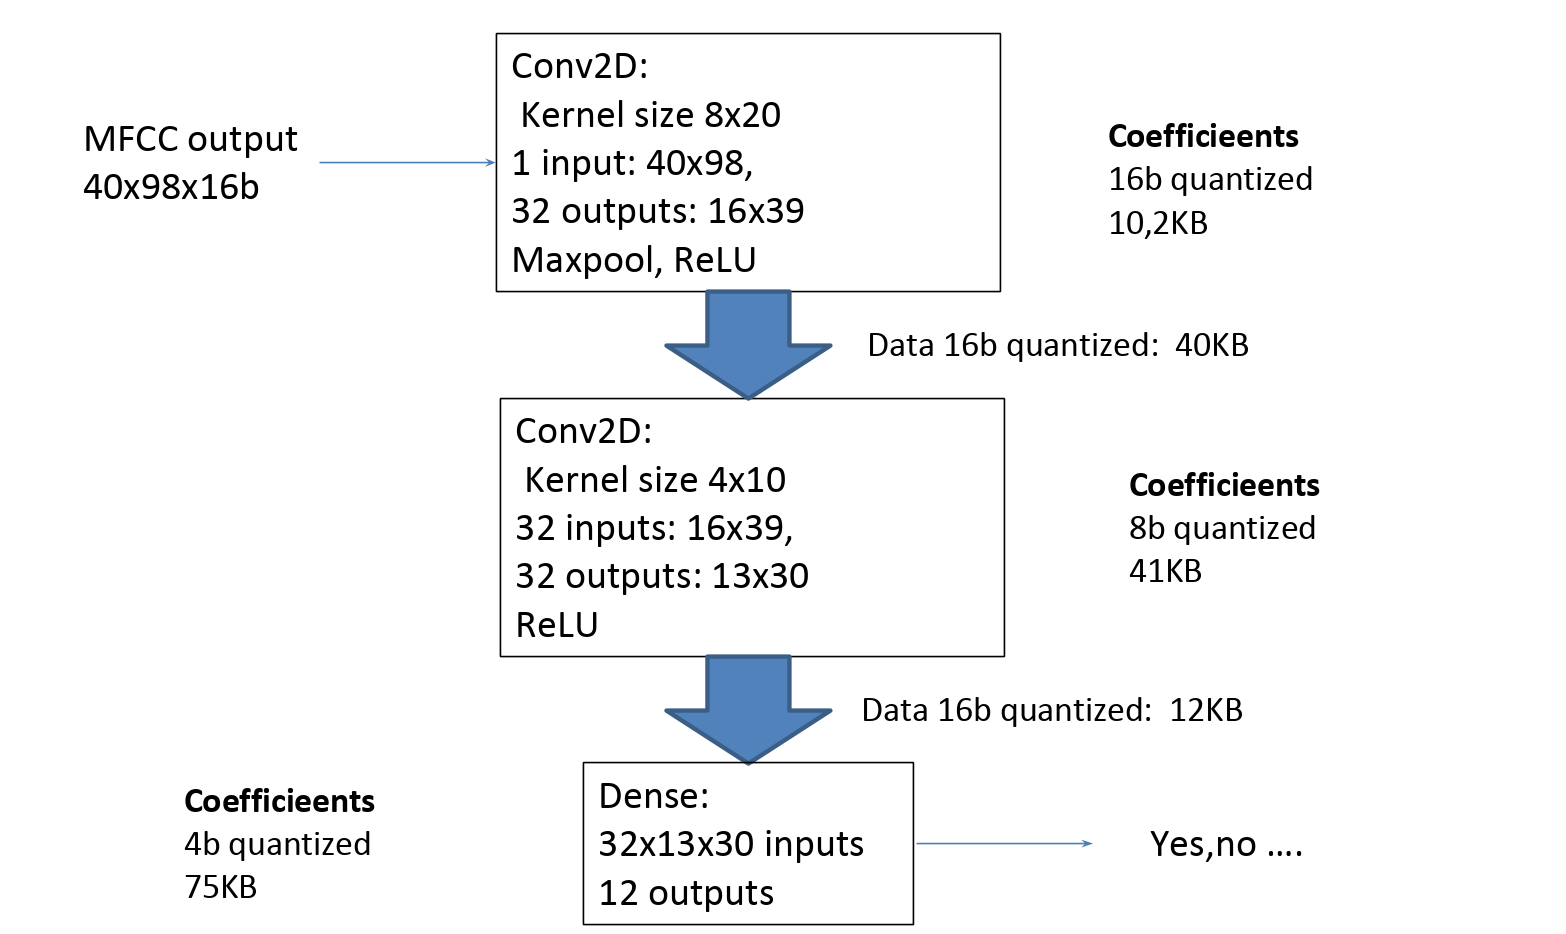 MFCC output
40x98x16b
Conv2D:
Kernel size 8x20
1 input: 40x98,
32 outputs: 16x39
Maxpool, ReLU
Coefficieents
16b quantized
10,2KB
Data 16b quantized: 40KB
Conv2D:
Kernel size 4x10
32 inputs: 16x39,
32 outputs: 13x30
ReLU
Coefficieents
8b quantized
41KB
Data 16b quantized: 12KB
Coefficieents
4b quantized
75KB
Dense:
32x13x30 inputs
12 outputs
Yes,no ....